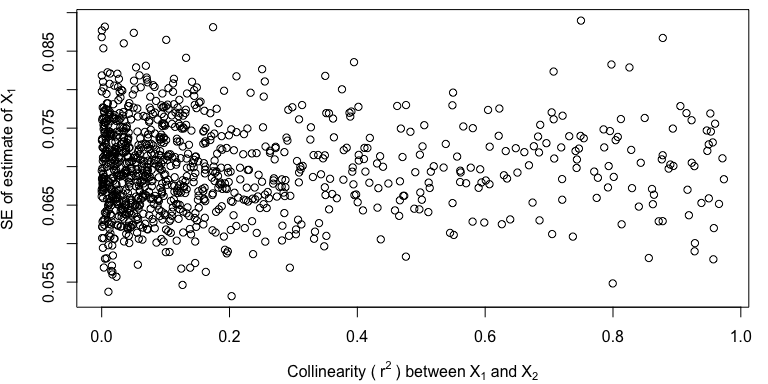 SE of estimate of X₁
0.085
0.075
0.065
0.055
0.0 0.2 0.4 0.6 0.8 1.0
Collinearity ( r² ) between X₁ and X₂